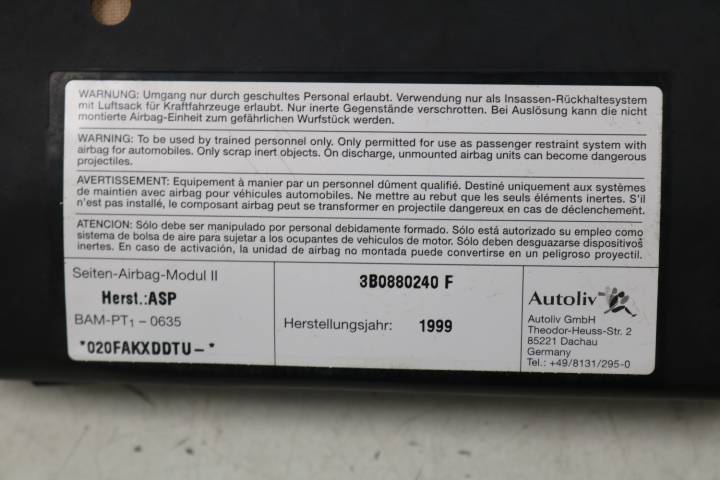 WARNUNG: Umgang nur durch geschultes Personal erlaubt. Verwendung nur als Insassen-Rückhaltesystem
mit Luftsack für Kraftfahrzeuge erlaubt. Nur inerte Gegenstände verschrotten. Bei Auslösung kann die nicht
montierte Airbag-Einheit zum gefährlichen Wurfstück werden.
WARNING: To be used by trained personnel only. Only permitted for use as passenger restraint system with
airbag for automobiles. Only scrap inert objects. On discharge, unmounted airbag units can become dangerous
projectiles.
AVERTISSEMENT: Equipement à manier par un personnel dûment qualifié. Destiné uniquement aux systèmes
de maintien avec airbag pour véhicules automobiles. Ne mettre au rebut que les seuls éléments inertes. S'il
n'est pas installé, le composant airbag peut se transformer en projectile dangereux en cas de déclenchement.
ATENCION: Sólo debe ser manipulado por personal debidamente formado. Sólo está autorizado su empleo como
sistema de bolsa de aire para sujetar a los ocupantes de vehiculos de motor. Sólo deben desguazarse dispositivos
inertes. En caso de activación, la unidad de airbag no montada puede convertirse en un peligroso proyectil.
Seiten-Airbag-Modul II
Herst.:ASP
BAM-PT1 - 0635
*020FAKXDDTU-*
3B0880240 F
Herstellungsjahr: 1999
Autoliv
Autoliv GmbH
Theodor-Heuss-Str. 2
85221 Dachau
Germany
Tel.: +49/8131/295-0